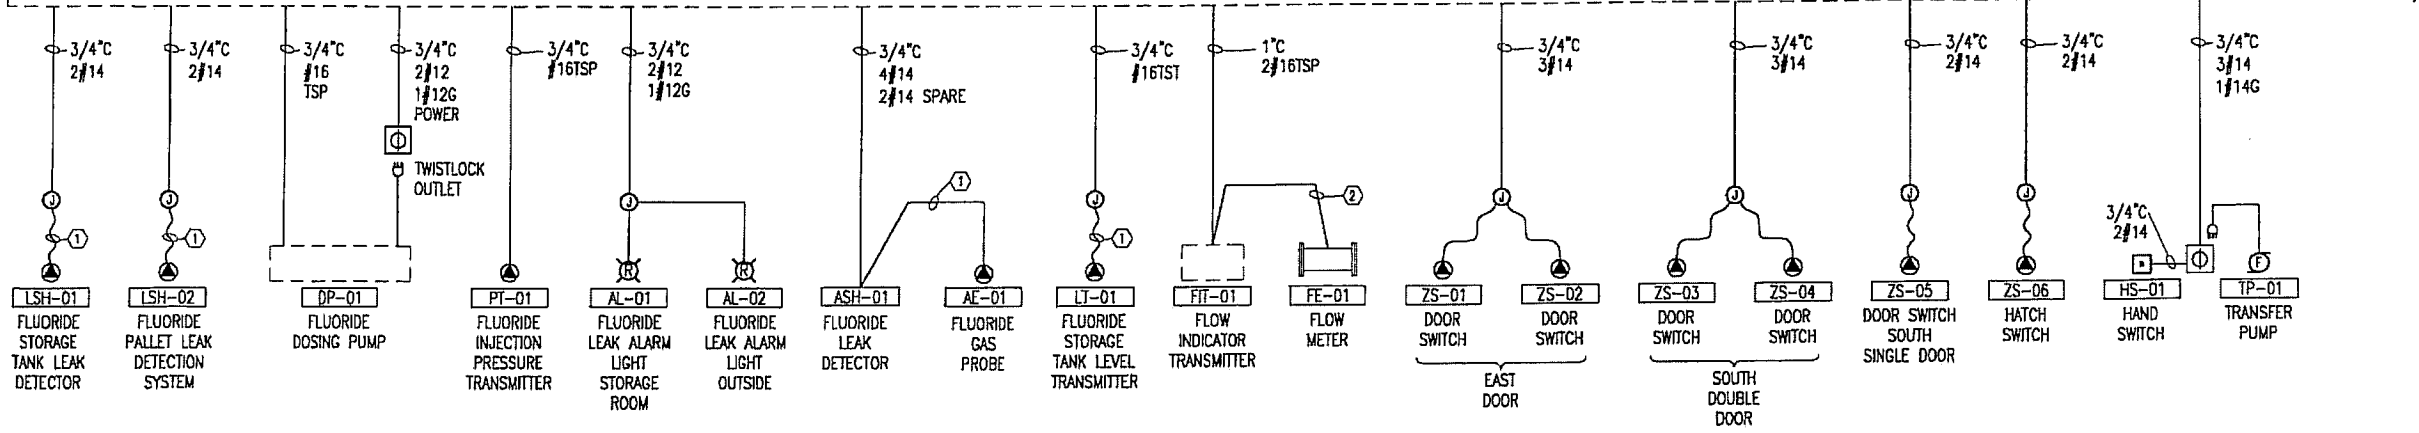 3/4"C
2#14
3/4"C
2#14
3/4"C
#16
TSP
3/4"C
2#12
1#12G
POWER
TWISTLOCK
OUTLET
3/4"C
#16TSP
3/4"C
2#12
1#12G
3/4"C
4#14
2#14 SPARE
3/4"C
#16TST
1"C
2#16TSP
3/4"C
3#14
3/4"C
3#14
3/4"C
2#14
3/4"C
2#14
3/4"C
3#14
1#14G
3/4"C
2#14
J
J
J
J
J
J
J
J
1
1
1
1
2
R
R
F
LSH-01
FLUORIDE
STORAGE
TANK LEAK
DETECTOR
LSH-02
FLUORIDE
PALLET LEAK
DETECTION
SYSTEM
DP-01
FLUORIDE
DOSING PUMP
PT-01
FLUORIDE
INJECTION
PRESSURE
TRANSMITTER
AL-01
FLUORIDE
LEAK ALARM
LIGHT
STORAGE
ROOM
AL-02
FLUORIDE
LEAK ALARM
LIGHT
OUTSIDE
ASH-01
FLUORIDE
LEAK
DETECTOR
AE-01
FLUORIDE
GAS
PROBE
LT-01
FLUORIDE
STORAGE
TANK LEVEL
TRANSMITTER
FIT-01
FLOW
INDICATOR
TRANSMITTER
FE-01
FLOW
METER
ZS-01
DOOR
SWITCH
ZS-02
DOOR
SWITCH
EAST
DOOR
ZS-03
DOOR
SWITCH
ZS-04
DOOR
SWITCH
SOUTH
DOUBLE
DOOR
ZS-05
DOOR SWITCH
SOUTH
SINGLE DOOR
ZS-06
HATCH
SWITCH
HS-01
HAND
SWITCH
TP-01
TRANSFER
PUMP